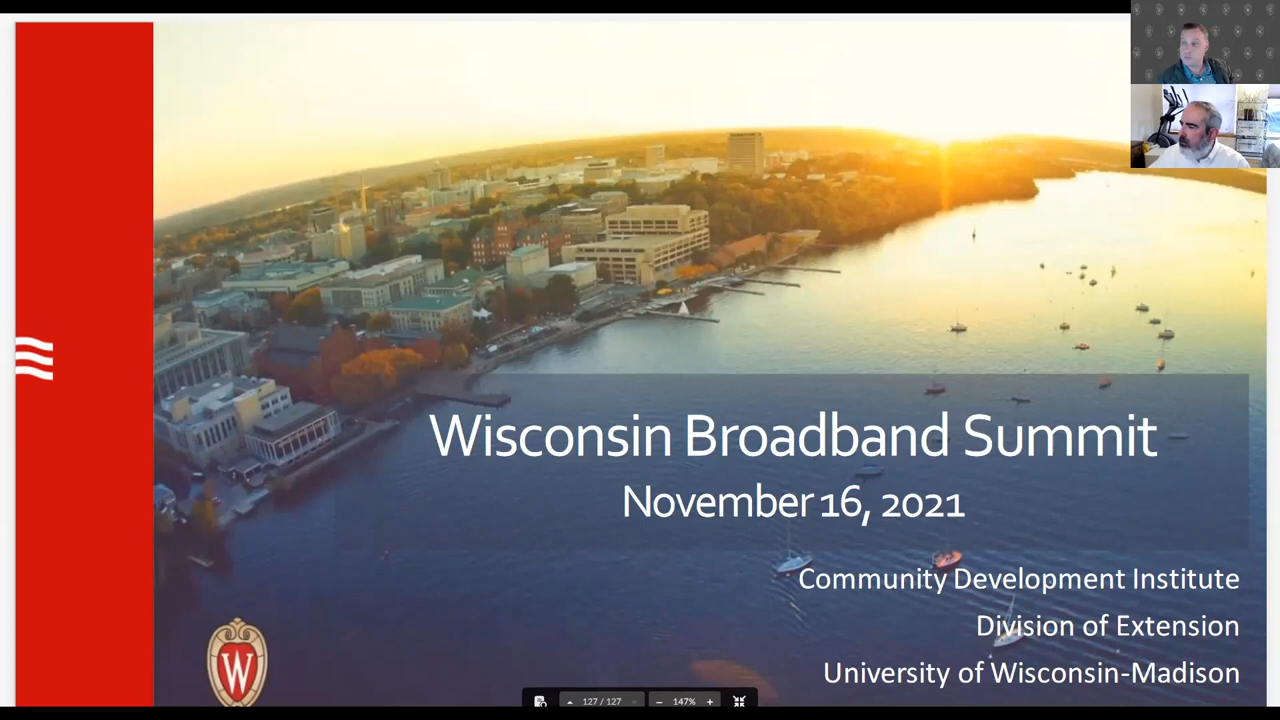 Wisconsin Broadband Summit
November 16, 2021
Community Development Institute
Division of Extension
University of Wisconsin-Madison
W
127 / 127
147%